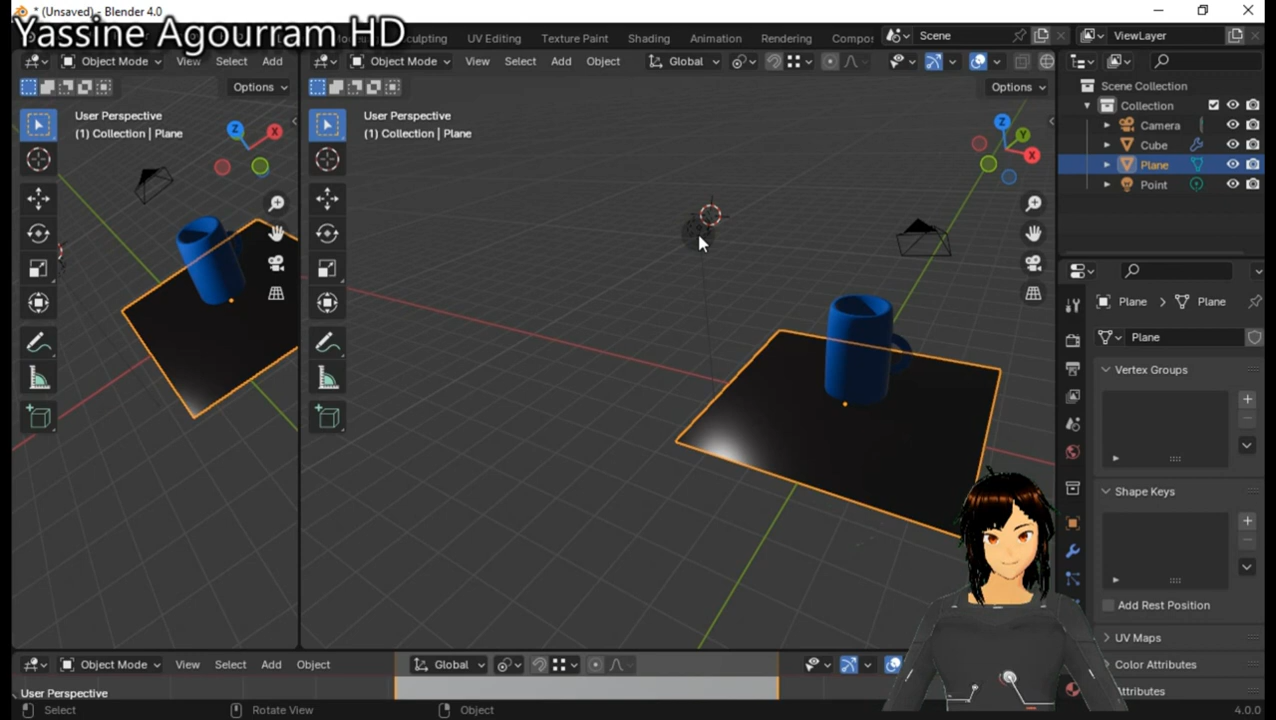 * (Unsaved) - Blender 4.0
Yassine Agourram HD
Sculpting UV Editing Texture Paint Shading Animation Rendering Compos Scene ViewLayer
Object Mode View Select Add
Object Mode View Select Add Object Global
Options
Options
Scene Collection
Collection
Camera
Cube
Plane
Point
User Perspective
(1) Collection | Plane
User Perspective
(1) Collection | Plane
Z X
Z Y X
Plane Plane
Plane
Vertex Groups
Shape Keys
Add Rest Position
UV Maps
Color Attributes
Attributes
Object Mode View Select Add Object Global
User Perspective
Select Rotate View Object 4.0.0